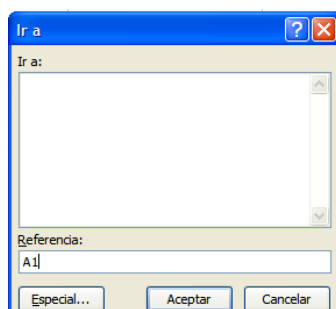 Ir a
Ir a:
Referencia:
A1
Especial... Aceptar Cancelar